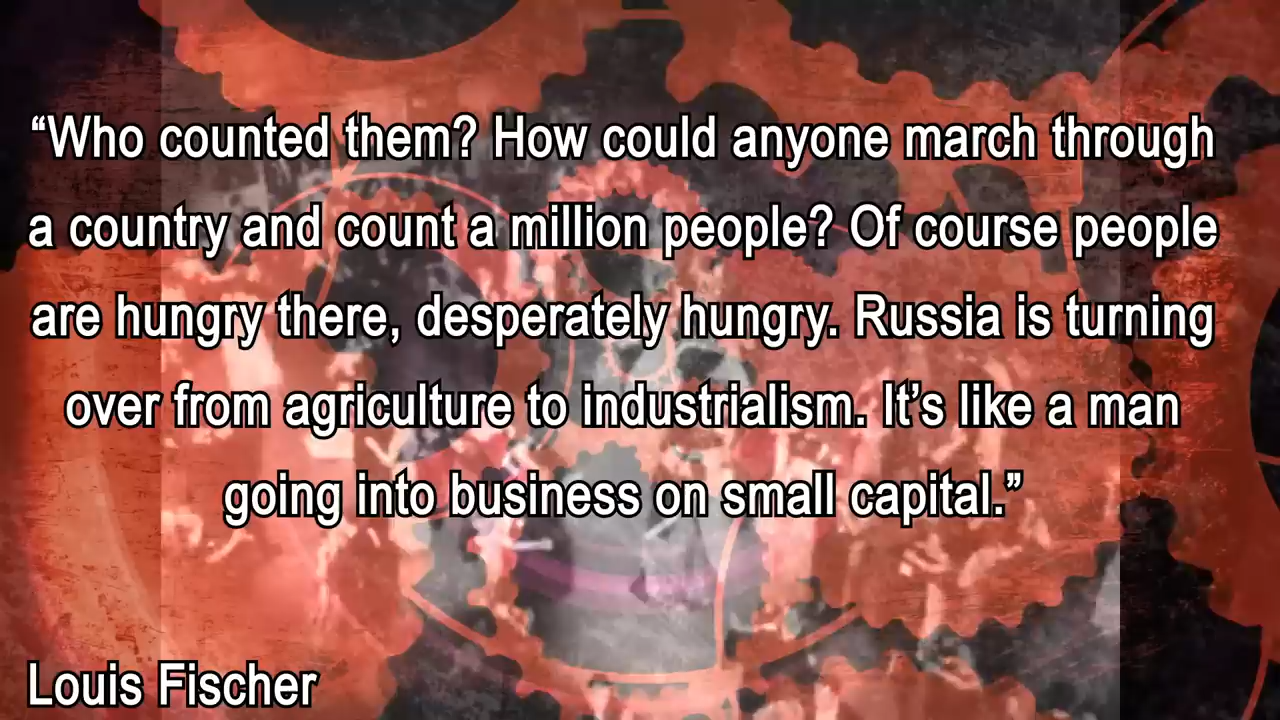 “Who counted them? How could anyone march through
a country and count a million people? Of course people
are hungry there, desperately hungry. Russia is turning
over from agriculture to industrialism. It’s like a man
going into business on small capital.”
Louis Fischer